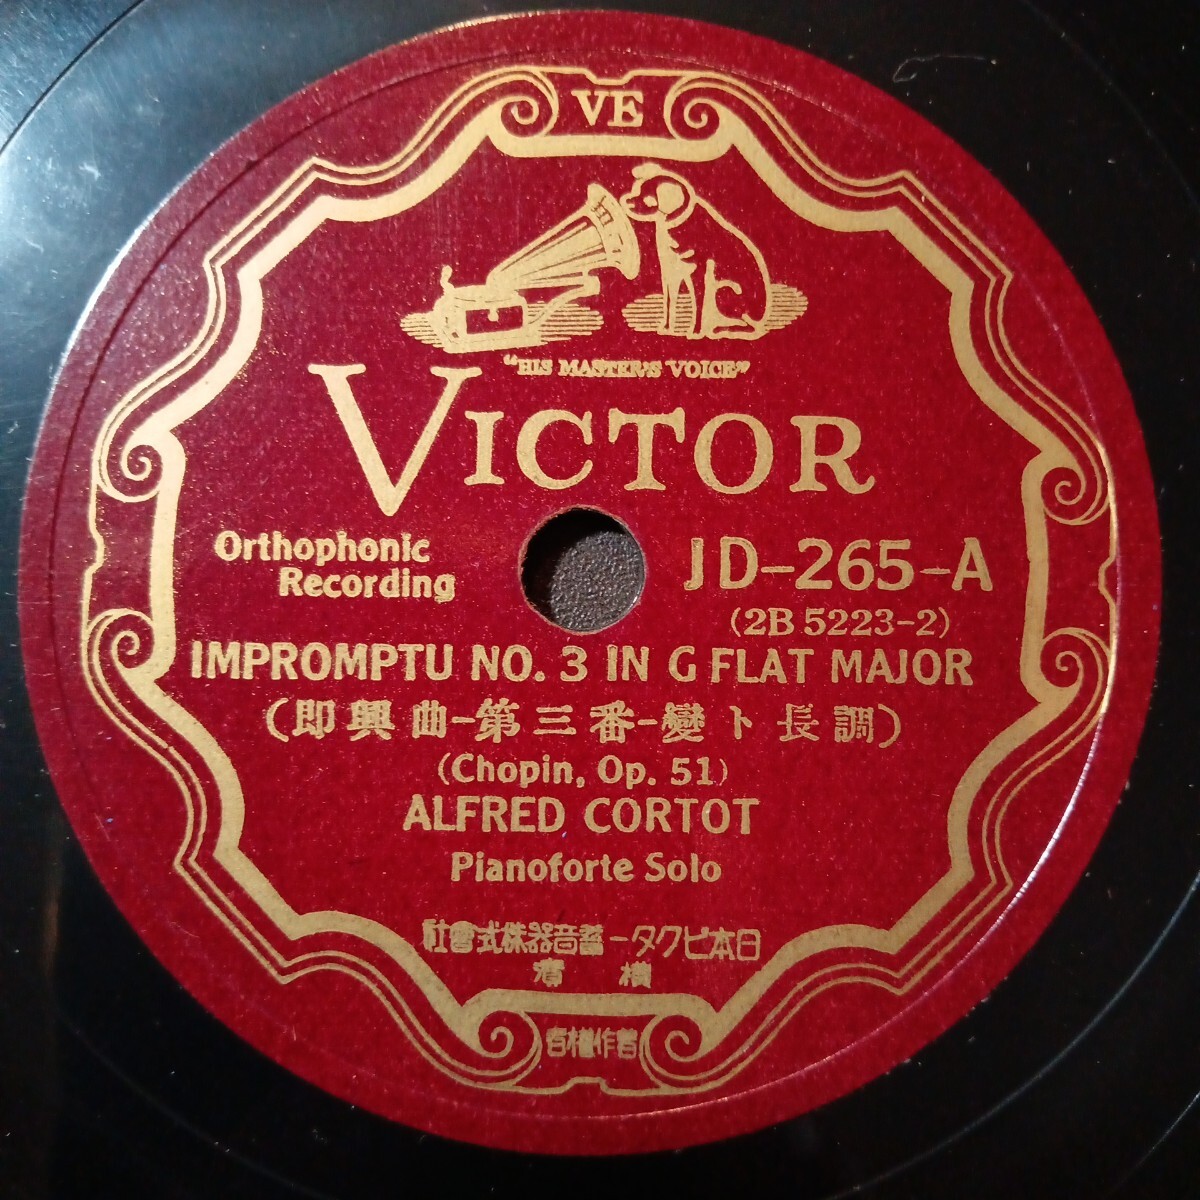 VE
"HIS MASTER'S VOICE"
VICTOR
Orthophonic
Recording
JD-265-A
(2B 5223-2)
IMPROMPTU NO. 3 IN G FLAT MAJOR
(即興曲-第三番-變ト長調)
(Chopin, Op. 51)
ALFRED CORTOT
Pianoforte Solo
社會式株器音蓄ータクビ本日
濱横
者權作著